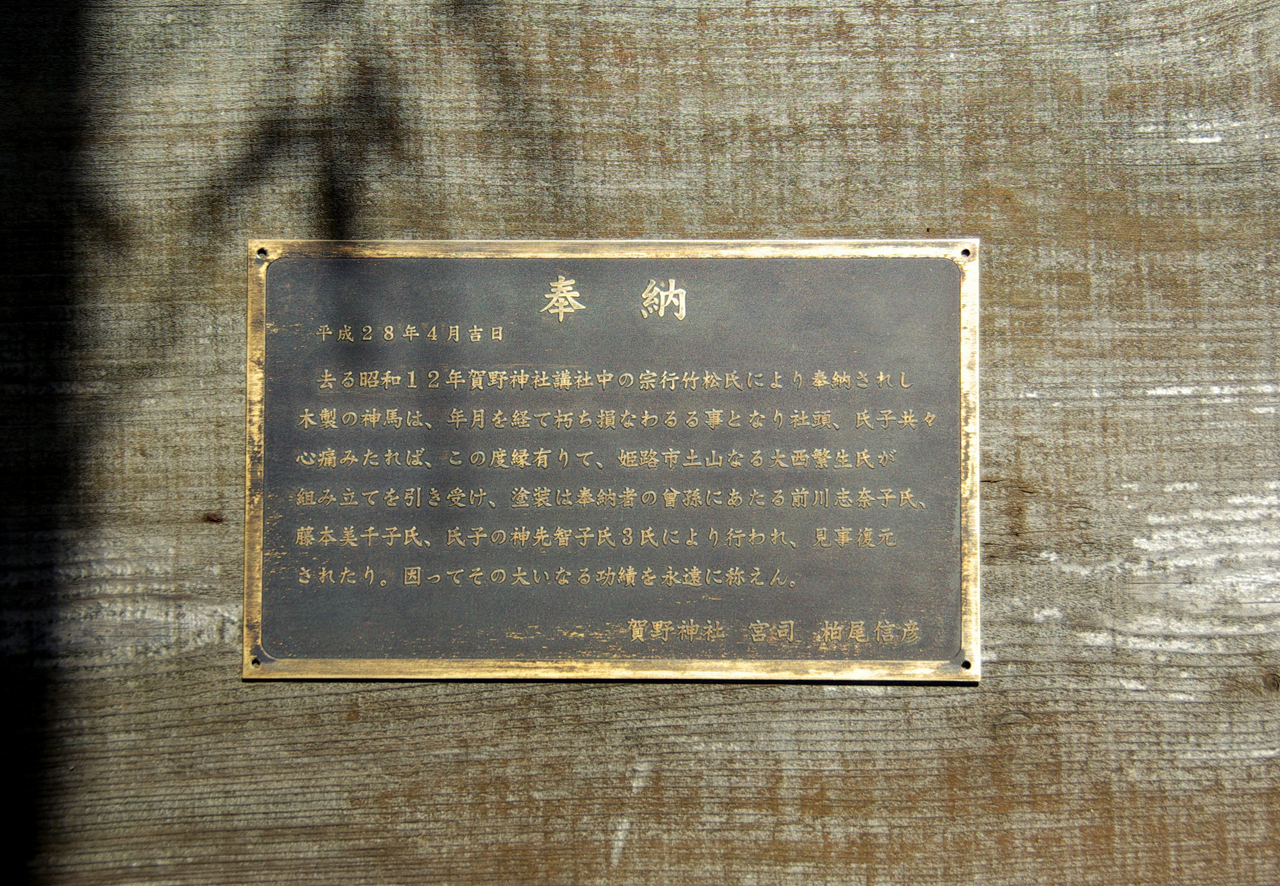 奉 納
平成28年4月吉日
去る昭和12年賀野神社講社中の宗行竹松氏により奉納されし
木製の神馬は、年月を経て朽ち損なわるる事となり社頭、氏子共々
心痛みたれば、この度縁有りて、姫路市土山なる大西繁生氏が
組み立てを引き受け、塗装は奉納者の曾孫にあたる前川志奈子氏、
藤本美千子氏、氏子の神先智子氏3氏により行われ、見事復元
されたり。因ってその大いなる功績を永遠に称えん。
賀野神社 宮司 柏尾信彦